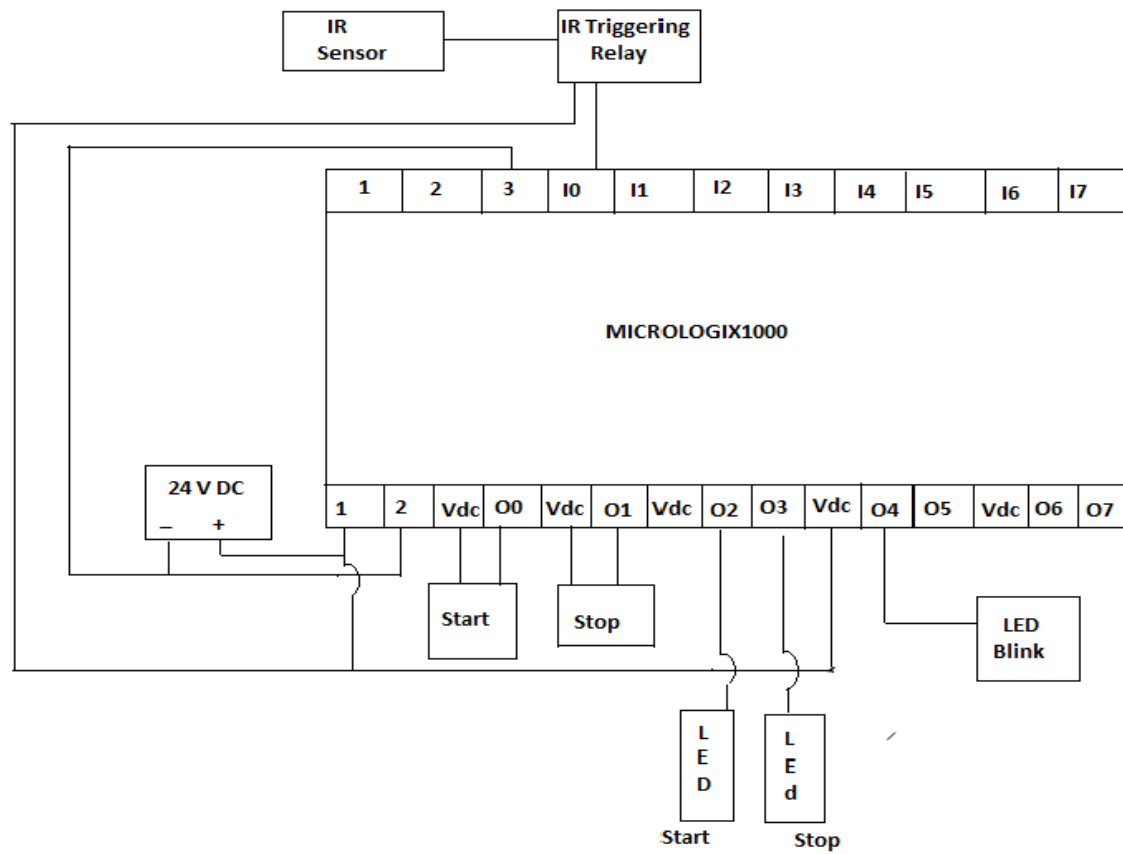 IR
Sensor
IR Triggering
Relay
1 2 3 I0 I1 I2 I3 I4 I5 I6 I7
MICROLOGIX1000
24 V DC
– +
1 2 Vdc O0 Vdc O1 Vdc O2 O3 Vdc O4 O5 Vdc O6 O7
Start
Stop
LED
Blink
L
E
D
Start
L
E
d
Stop